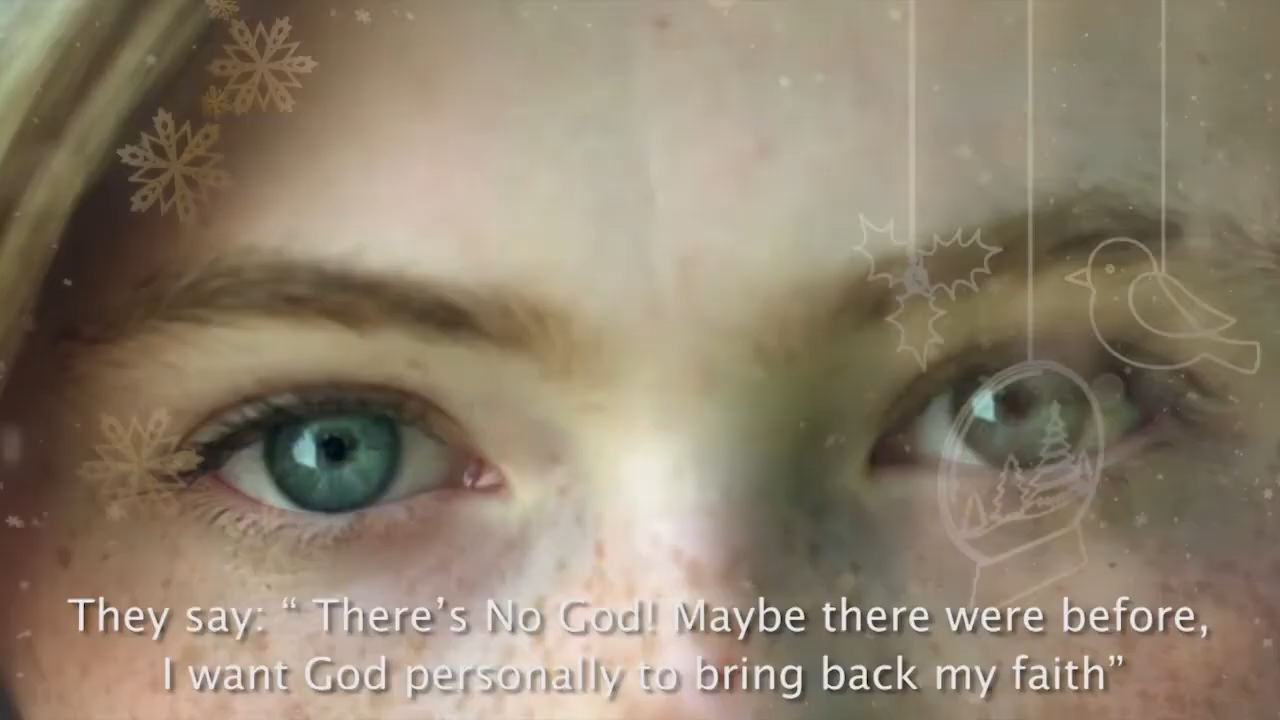 They say: “ There’s No God! Maybe there were before,
I want God personally to bring back my faith”